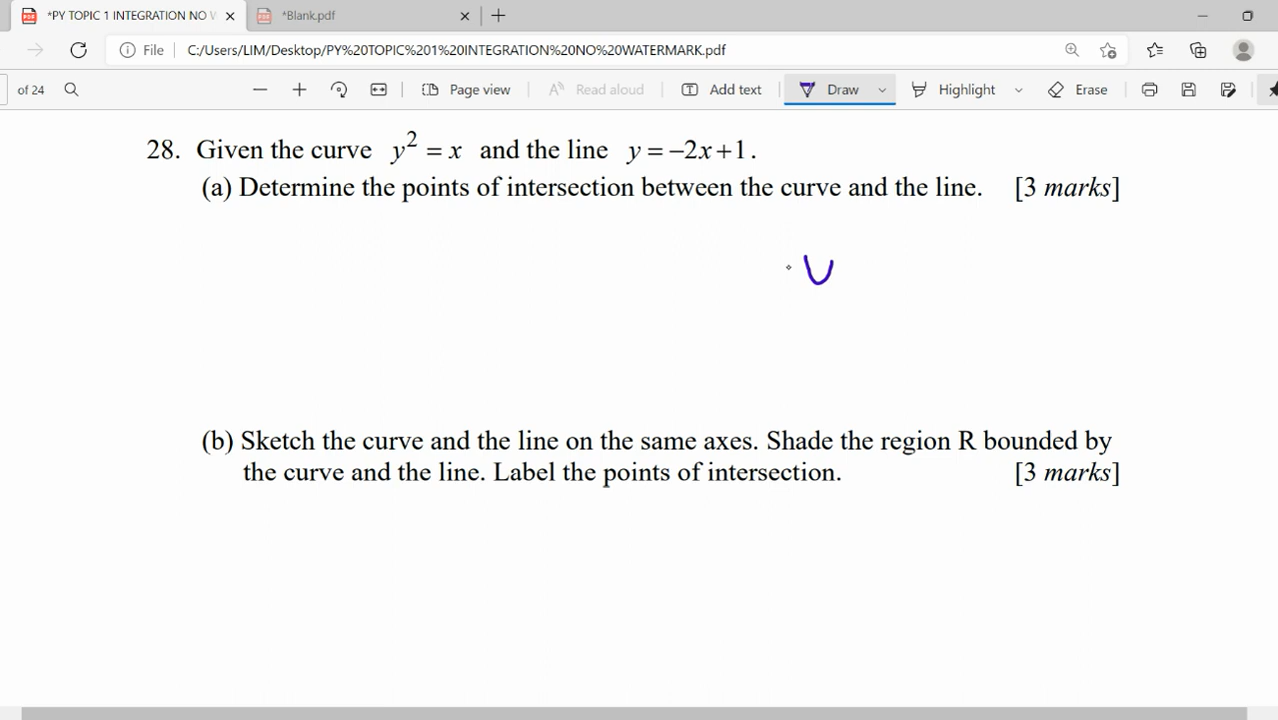 *PY TOPIC 1 INTEGRATION NO W
*Blank.pdf
File C:/Users/LIM/Desktop/PY%20TOPIC%201%20INTEGRATION%20NO%20WATERMARK.pdf
of 24 Page view Read aloud Add text Draw Highlight Erase
28. Given the curve y² = x and the line y = −2x+1.
(a) Determine the points of intersection between the curve and the line. [3 marks]
(b) Sketch the curve and the line on the same axes. Shade the region R bounded by
the curve and the line. Label the points of intersection. [3 marks]